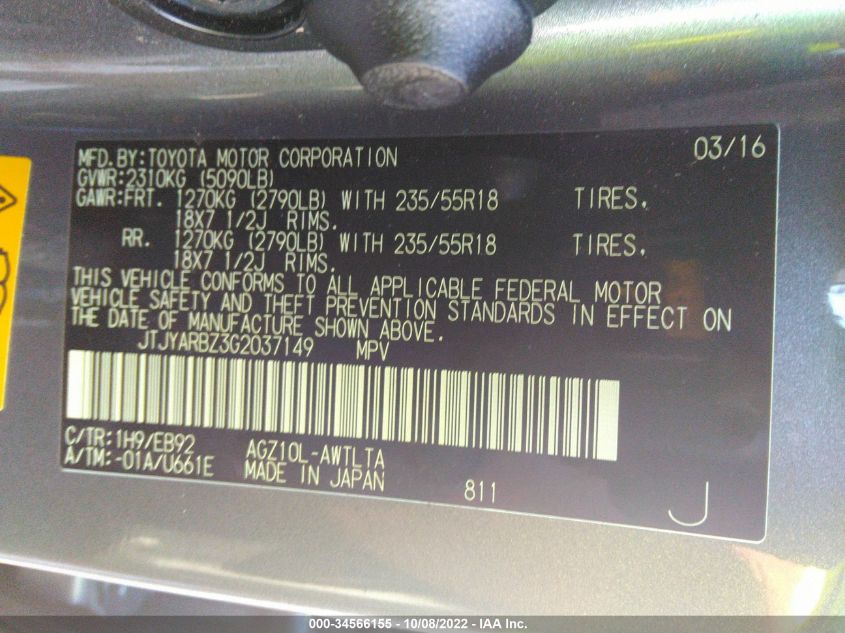 MFD.BY:TOYOTA MOTOR CORPORATION 03/16
GVWR:2310KG (5090LB)
GAWR:FRT. 1270KG (2790LB) WITH 235/55R18 TIRES,
18X7 1/2J RIMS.
RR. 1270KG (2790LB) WITH 235/55R18 TIRES,
18X7 1/2J RIMS.
THIS VEHICLE CONFORMS TO ALL APPLICABLE FEDERAL MOTOR
VEHICLE SAFETY AND THEFT PREVENTION STANDARDS IN EFFECT ON
THE DATE OF MANUFACTURE SHOWN ABOVE.
JTJYARBZ3G2037149 MPV
C/TR:1H9/EB92 AGZ10L-AWTLTA
A/TM:-01A/U661E MADE IN JAPAN 811 J
000-34566155 - 10/08/2022 - IAA Inc.